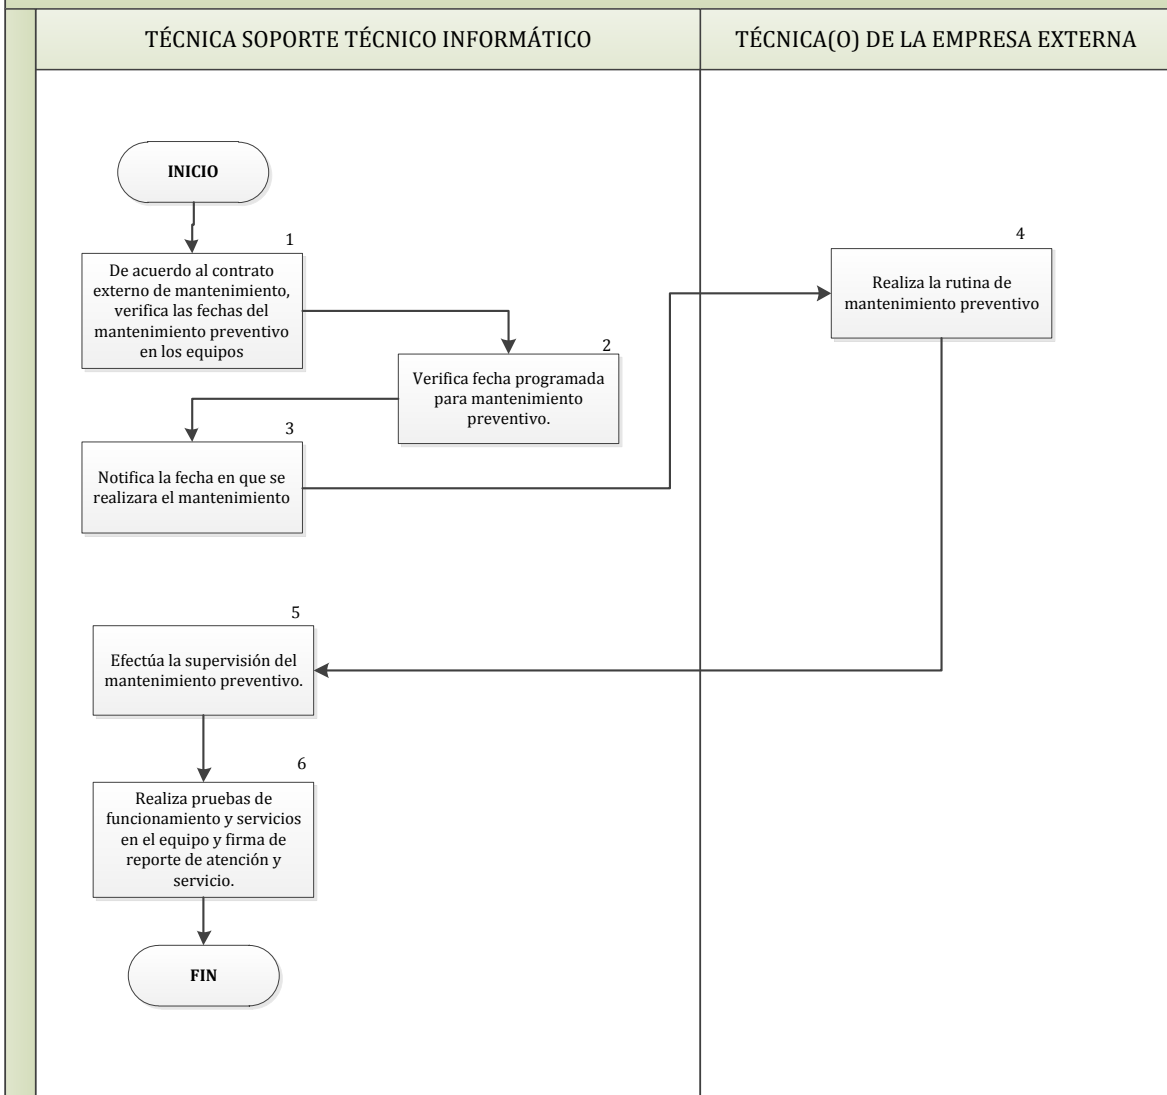 TÉCNICA SOPORTE TÉCNICO INFORMÁTICO
TÉCNICA(O) DE LA EMPRESA EXTERNA
INICIO
1
De acuerdo al contrato
externo de mantenimiento,
verifica las fechas del
mantenimiento preventivo
en los equipos
2
Verifica fecha programada
para mantenimiento
preventivo.
3
Notifica la fecha en que se
realizara el mantenimiento
4
Realiza la rutina de
mantenimiento preventivo
5
Efectúa la supervisión del
mantenimiento preventivo.
6
Realiza pruebas de
funcionamiento y servicios
en el equipo y firma de
reporte de atención y
servicio.
FIN